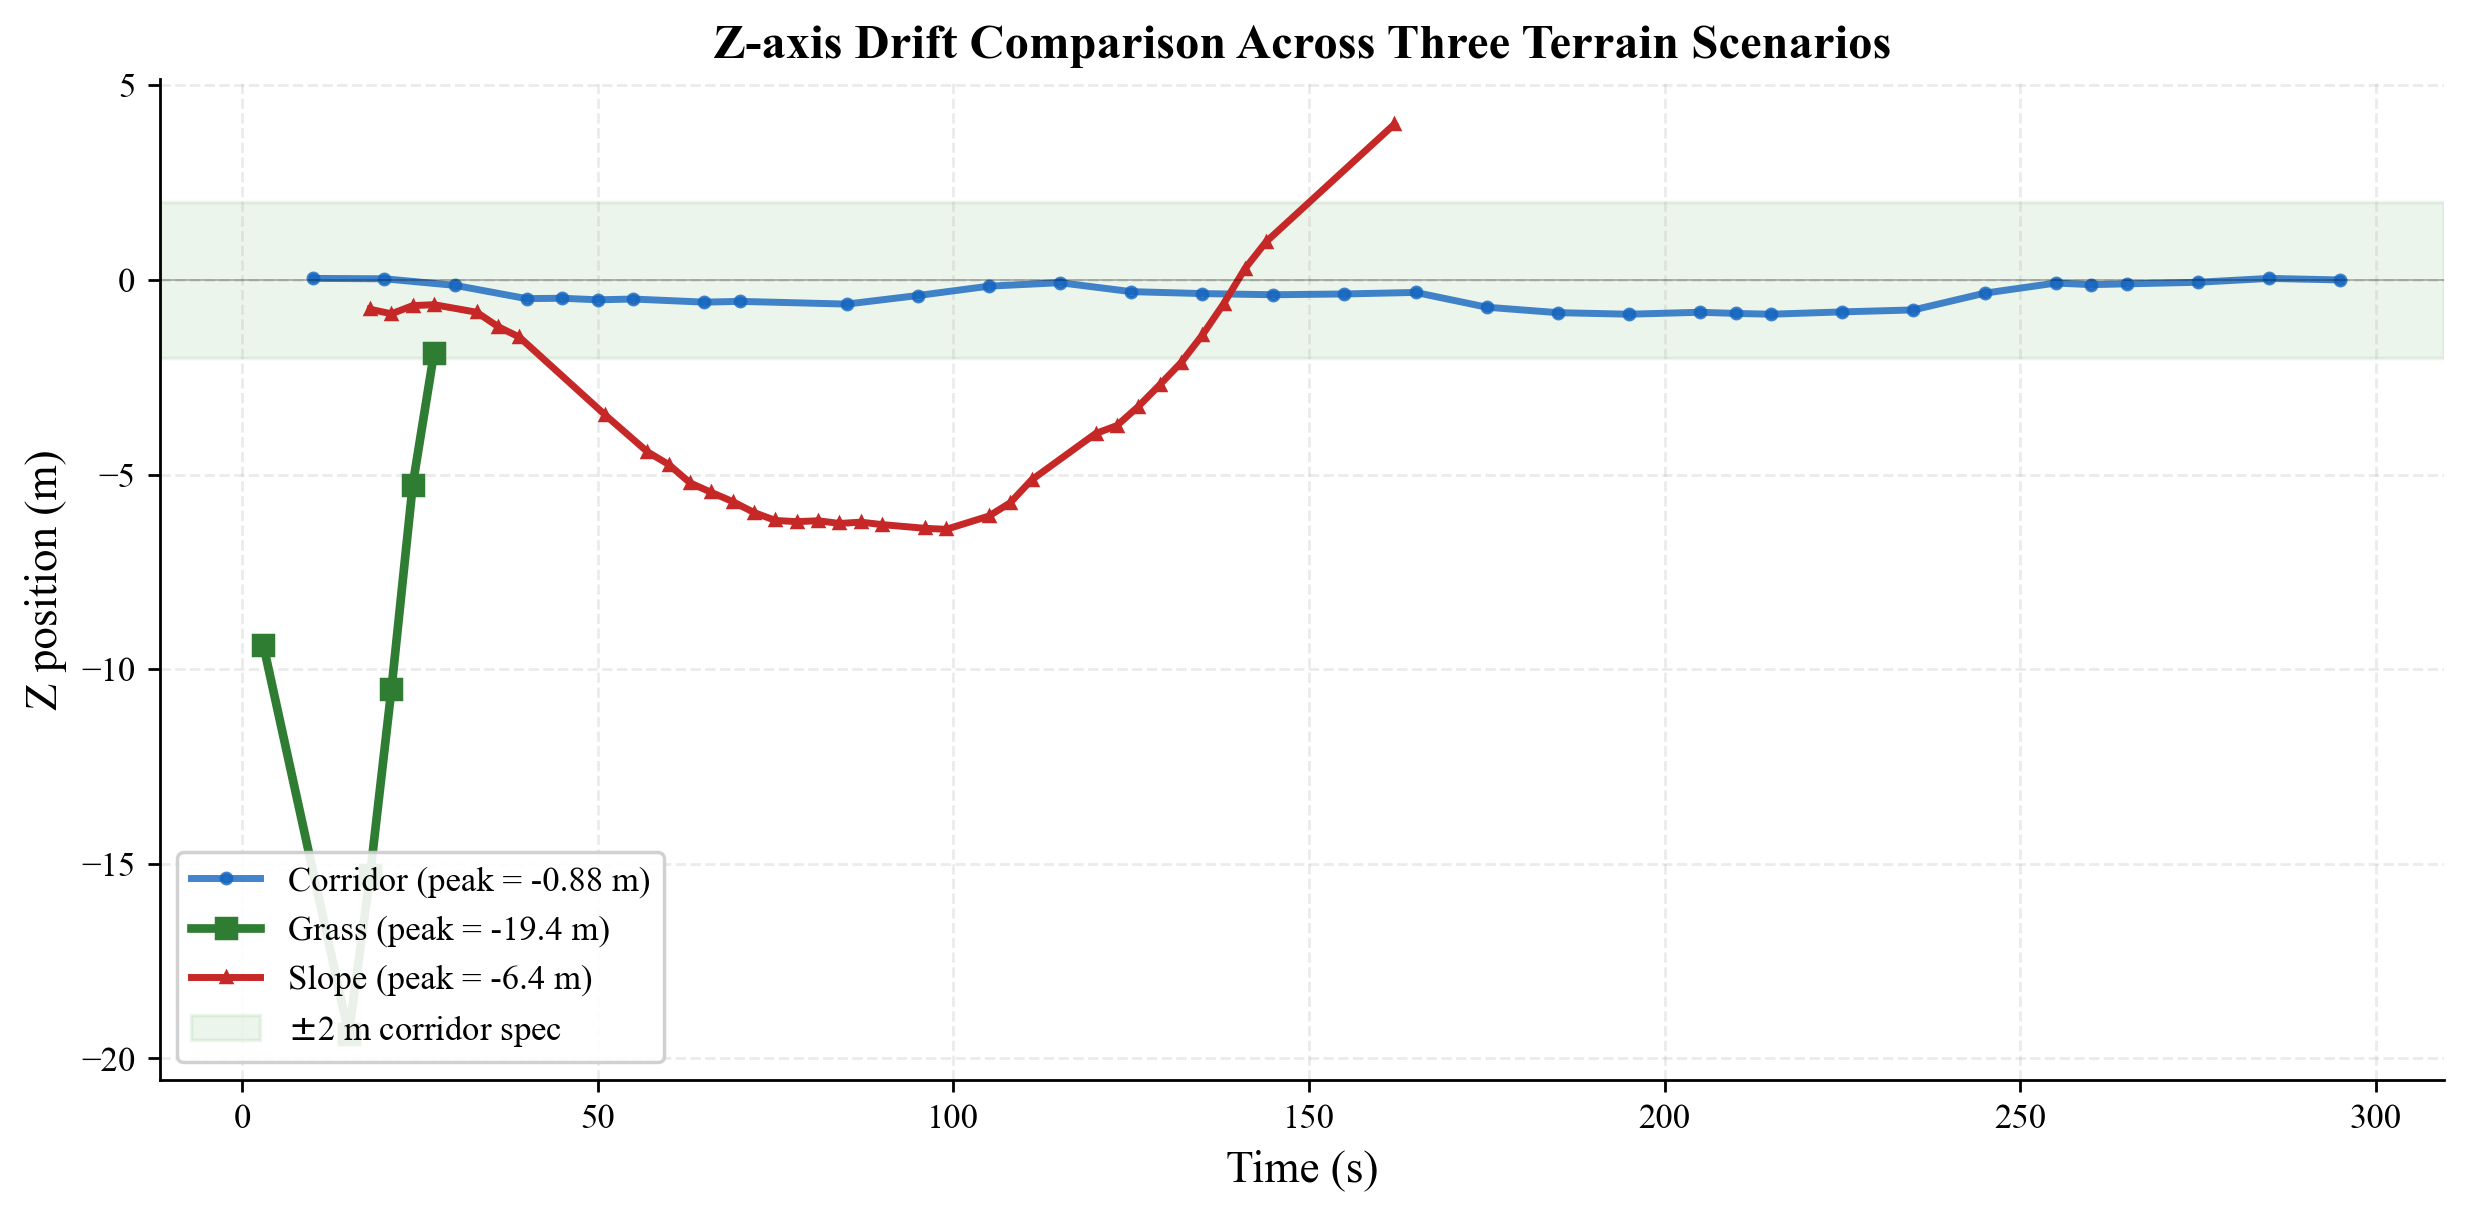 Z-axis Drift Comparison Across Three Terrain Scenarios
Z position (m)
5
0
−5
−10
−15
−20
Corridor (peak = -0.88 m)
Grass (peak = -19.4 m)
Slope (peak = -6.4 m)
±2 m corridor spec
0 50 100 150 200 250 300
Time (s)